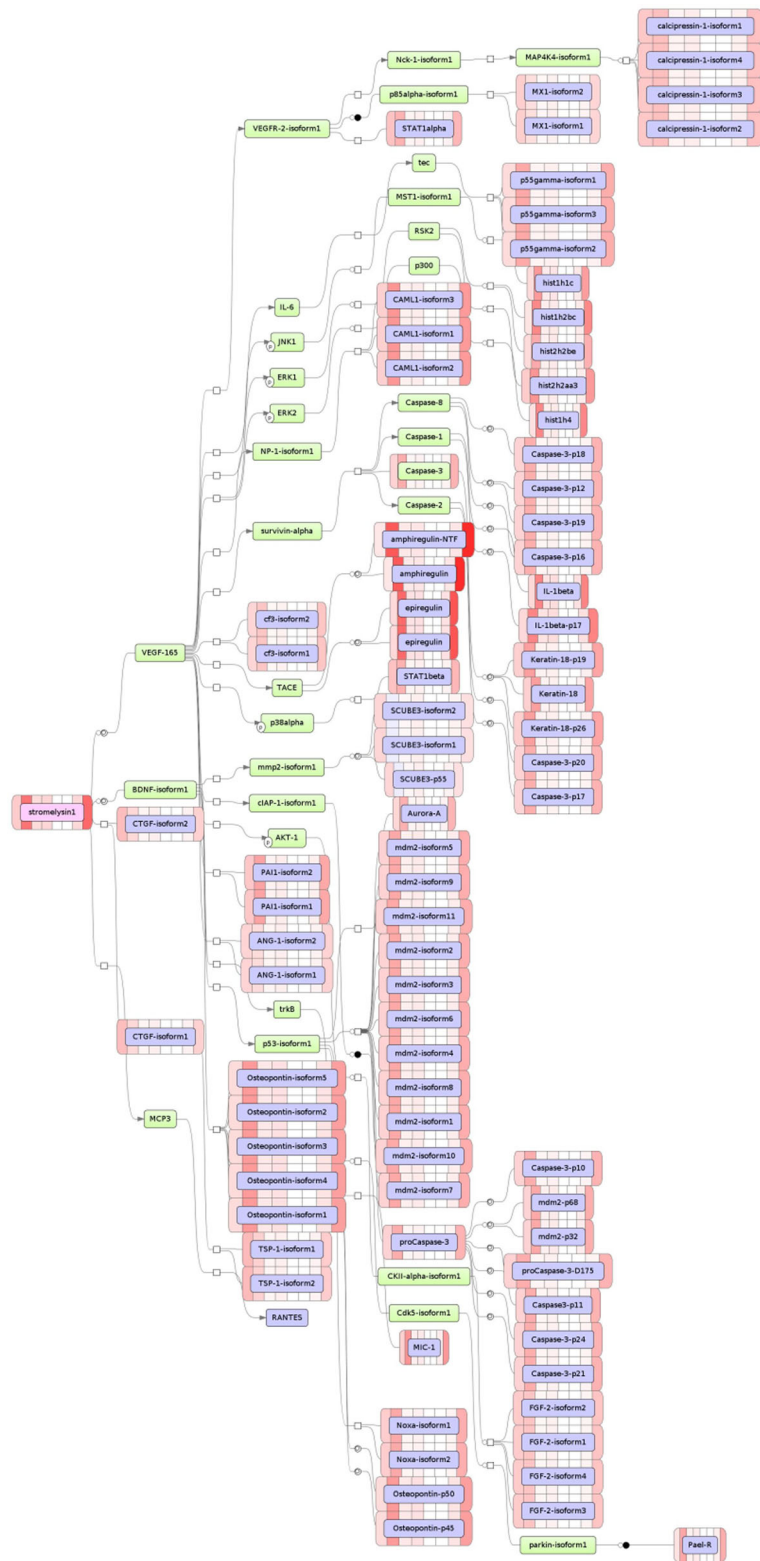 Nck-1-isoform1
MAP4K4-isoform1
calcipressin-1-isoform1
calcipressin-1-isoform4
calcipressin-1-isoform3
calcipressin-1-isoform2
p85alpha-isoform1
MX1-isoform2
MX1-isoform1
VEGFR-2-isoform1
STAT1alpha
tec
MST1-isoform1
p55gamma-isoform1
p55gamma-isoform3
p55gamma-isoform2
RSK2
p300
hist1h1c
hist1h2bc
hist2h2be
hist2h2aa3
hist1h4
IL-6
JNK1
p
ERK1
p
ERK2
p
CAML1-isoform3
CAML1-isoform1
CAML1-isoform2
NP-1-isoform1
Caspase-8
Caspase-1
Caspase-3
Caspase-2
Caspase-3-p18
Caspase-3-p12
Caspase-3-p19
Caspase-3-p16
survivin-alpha
amphiregulin-NTF
amphiregulin
epiregulin
epiregulin
IL-1beta
IL-1beta-p17
cf3-isoform2
cf3-isoform1
VEGF-165
Keratin-18-p19
Keratin-18
Keratin-18-p26
Caspase-3-p20
Caspase-3-p17
TACE
STAT1beta
p38alpha
p
SCUBE3-isoform2
SCUBE3-isoform1
SCUBE3-p55
mmp2-isoform1
BDNF-isoform1
cIAP-1-isoform1
stromelysin1
CTGF-isoform2
Aurora-A
AKT-1
p
mdm2-isoform5
mdm2-isoform9
mdm2-isoform11
mdm2-isoform2
mdm2-isoform3
mdm2-isoform6
mdm2-isoform4
mdm2-isoform8
mdm2-isoform1
mdm2-isoform10
mdm2-isoform7
PAI1-isoform2
PAI1-isoform1
ANG-1-isoform2
ANG-1-isoform1
trkB
CTGF-isoform1
p53-isoform1
Osteopontin-isoform5
Osteopontin-isoform2
Osteopontin-isoform3
Osteopontin-isoform4
Osteopontin-isoform1
MCP3
TSP-1-isoform1
TSP-1-isoform2
RANTES
Caspase-3-p10
mdm2-p68
mdm2-p32
proCaspase-3
proCaspase-3-D175
CKII-alpha-isoform1
Caspase3-p11
Cdk5-isoform1
Caspase-3-p24
MIC-1
Caspase-3-p21
FGF-2-isoform2
FGF-2-isoform1
FGF-2-isoform4
FGF-2-isoform3
Noxa-isoform1
Noxa-isoform2
Osteopontin-p50
Osteopontin-p45
parkin-isoform1
Pael-R